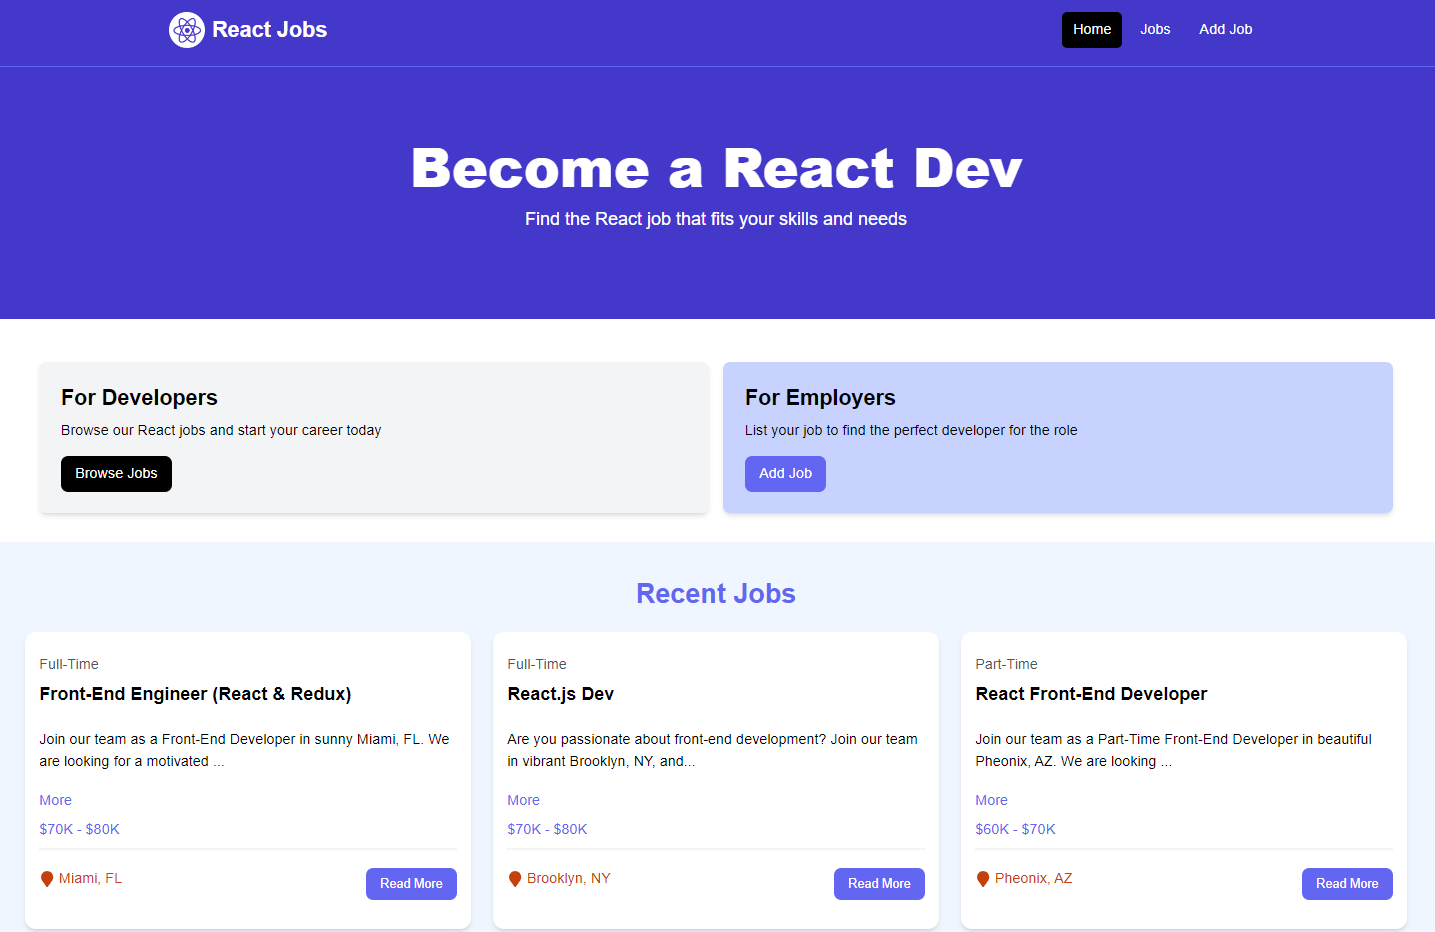 React Jobs
Home Jobs Add Job
Become a React Dev
Find the React job that fits your skills and needs
For Developers
Browse our React jobs and start your career today
Browse Jobs
For Employers
List your job to find the perfect developer for the role
Add Job
Recent Jobs
Full-Time
Front-End Engineer (React & Redux)
Join our team as a Front-End Developer in sunny Miami, FL. We
are looking for a motivated ...
More
$70K - $80K
Miami, FL
Read More
Full-Time
React.js Dev
Are you passionate about front-end development? Join our team
in vibrant Brooklyn, NY, and...
More
$70K - $80K
Brooklyn, NY
Read More
Part-Time
React Front-End Developer
Join our team as a Part-Time Front-End Developer in beautiful
Pheonix, AZ. We are looking ...
More
$60K - $70K
Pheonix, AZ
Read More